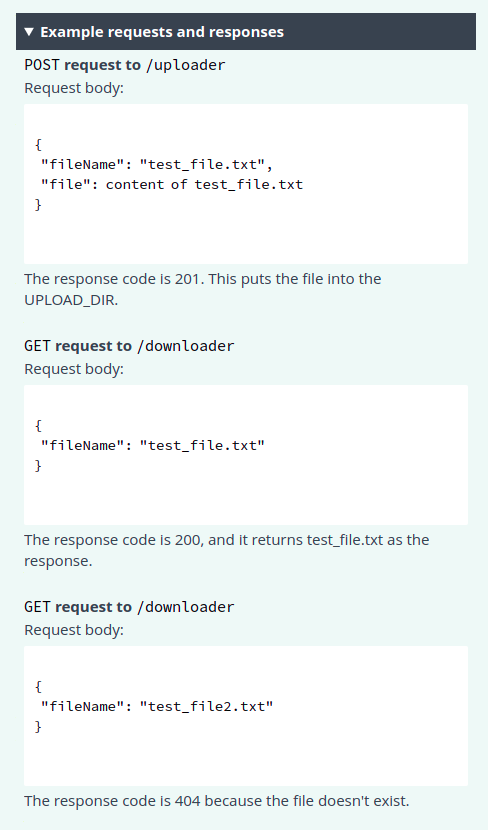 ▼ Example requests and responses
POST request to /uploader
Request body:
{
"fileName": "test_file.txt",
"file": content of test_file.txt
}
The response code is 201. This puts the file into the
UPLOAD_DIR.
GET request to /downloader
Request body:
{
"fileName": "test_file.txt"
}
The response code is 200, and it returns test_file.txt as the
response.
GET request to /downloader
Request body:
{
"fileName": "test_file2.txt"
}
The response code is 404 because the file doesn't exist.